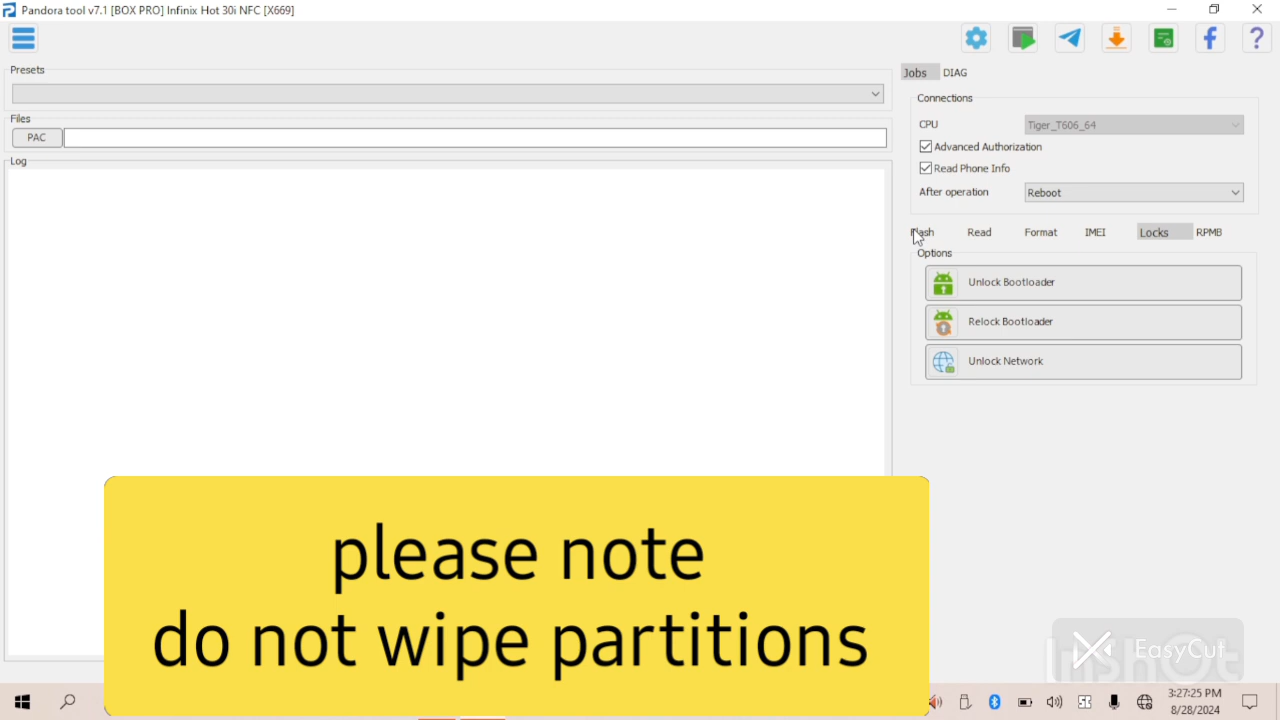 Pandora tool v7.1 [BOX PRO] Infinix Hot 30i NFC [X669]
Presets
Files
PAC
Log
Jobs DIAG
Connections
CPU Tiger_T606_64
Advanced Authorization
Read Phone Info
After operation Reboot
Flash Read Format IMEI Locks RPMB
Options
Unlock Bootloader
Relock Bootloader
Unlock Network
please note
do not wipe partitions
InShOt
EasyCut
3:27:25 PM
8/28/2024